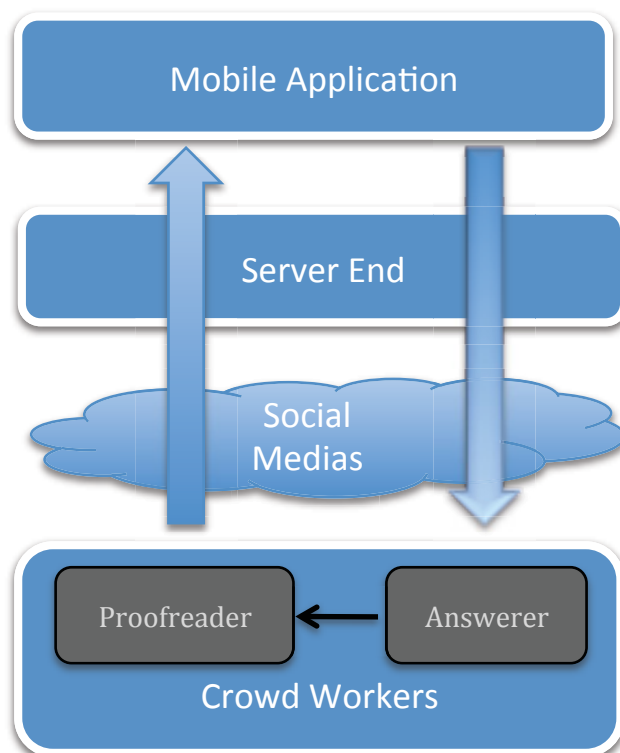 Mobile Application
Server End
Social
Medias
Proofreader
Answerer
Crowd Workers